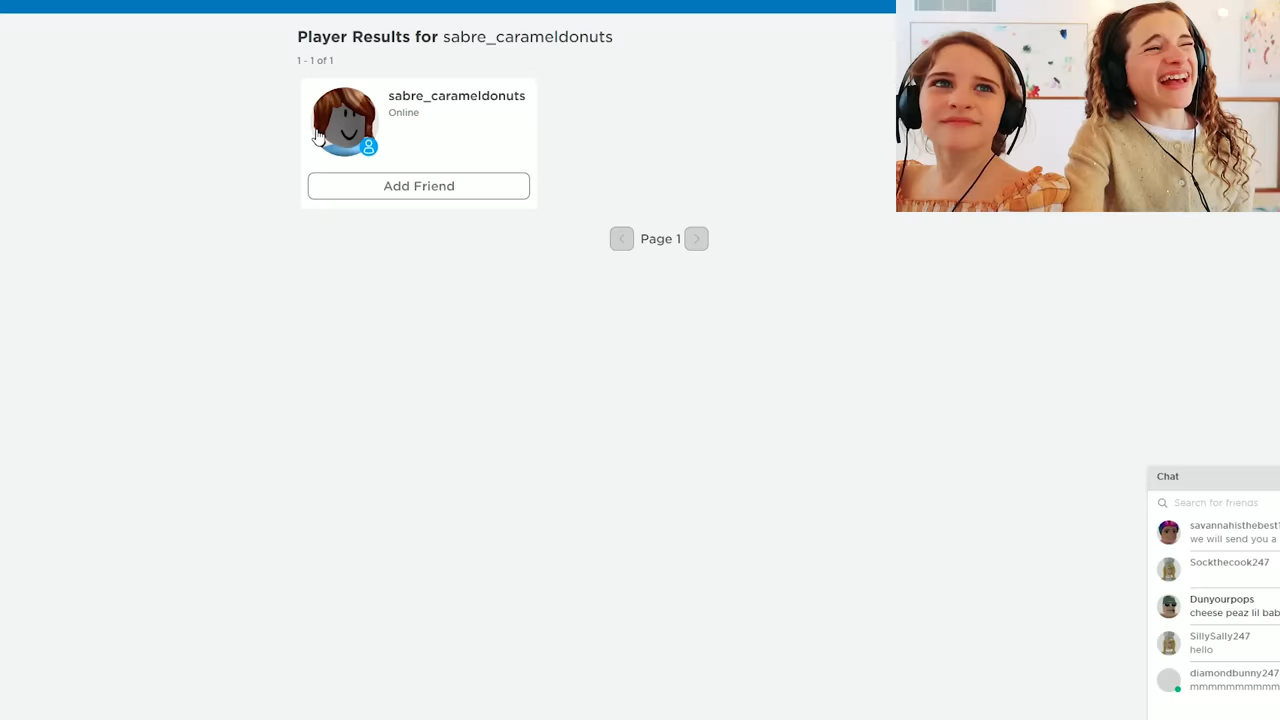 Player Results for sabre_carameldonuts
1 - 1 of 1
sabre_carameldonuts
Online
Add Friend
Page 1
Chat
Search for friends
savannahisthebest1
we will send you a
Sockthecook247
Dunyourpops
cheese peaz lil bab
SillySally247
hello
diamondbunny247
mmmmmmmmmm